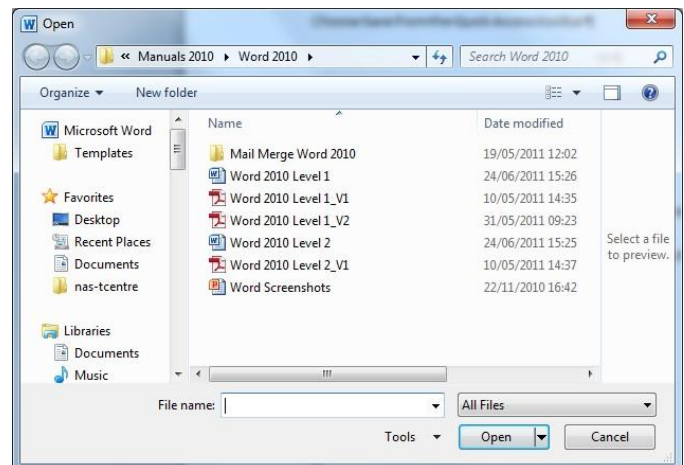 Open
« Manuals 2010 ▸ Word 2010 ▸
Search Word 2010
Organize ▾ New folder
Microsoft Word
Templates
Favorites
Desktop
Recent Places
Documents
nas-tcentre
Libraries
Documents
Music
Name Date modified
Mail Merge Word 2010 19/05/2011 12:02
Word 2010 Level 1 24/06/2011 15:26
Word 2010 Level 1_V1 10/05/2011 14:35
Word 2010 Level 1_V2 31/05/2011 09:23
Word 2010 Level 2 24/06/2011 15:25
Word 2010 Level 2_V1 10/05/2011 14:37
Word Screenshots 22/11/2010 16:42
Select a file
to preview.
File name:
All Files
Tools ▾ Open Cancel